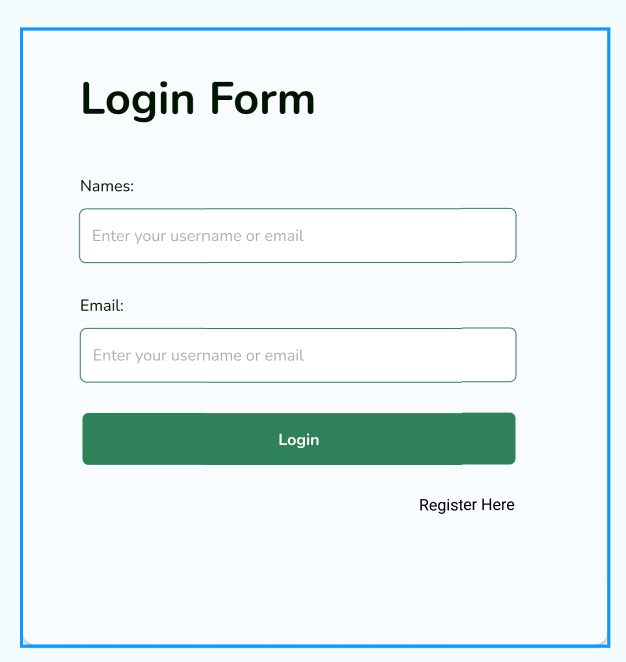 Login Form
Names:
Enter your username or email
Email:
Enter your username or email
Login
Register Here